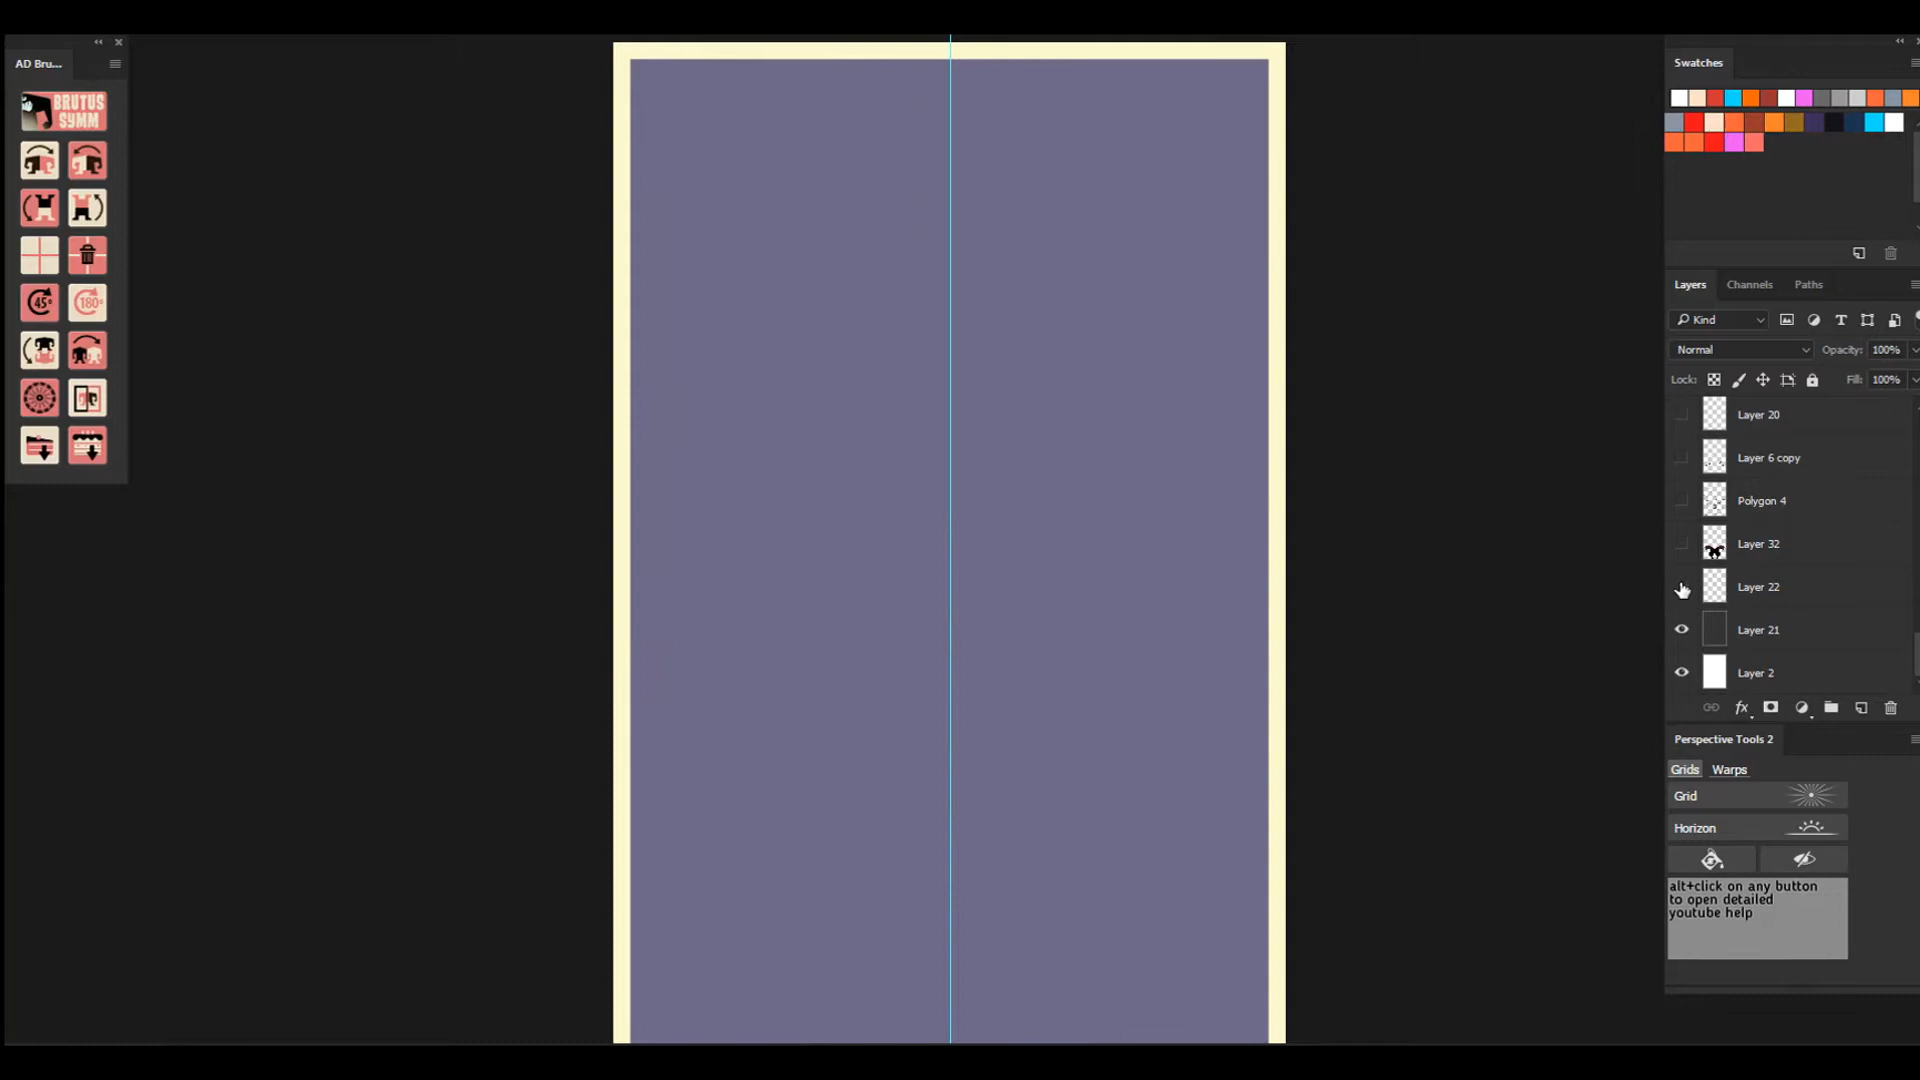 AD Bru...
BRUTUS
SYMM
45°
180°
Swatches
Layers Channels Paths
Kind
Normal Opacity: 100%
Lock: Fill: 100%
Layer 20
Layer 6 copy
Polygon 4
Layer 32
Layer 22
Layer 21
Layer 2
fx
Perspective Tools 2
Grids Warps
Grid
Horizon
alt+click on any button
to open detailed
youtube help